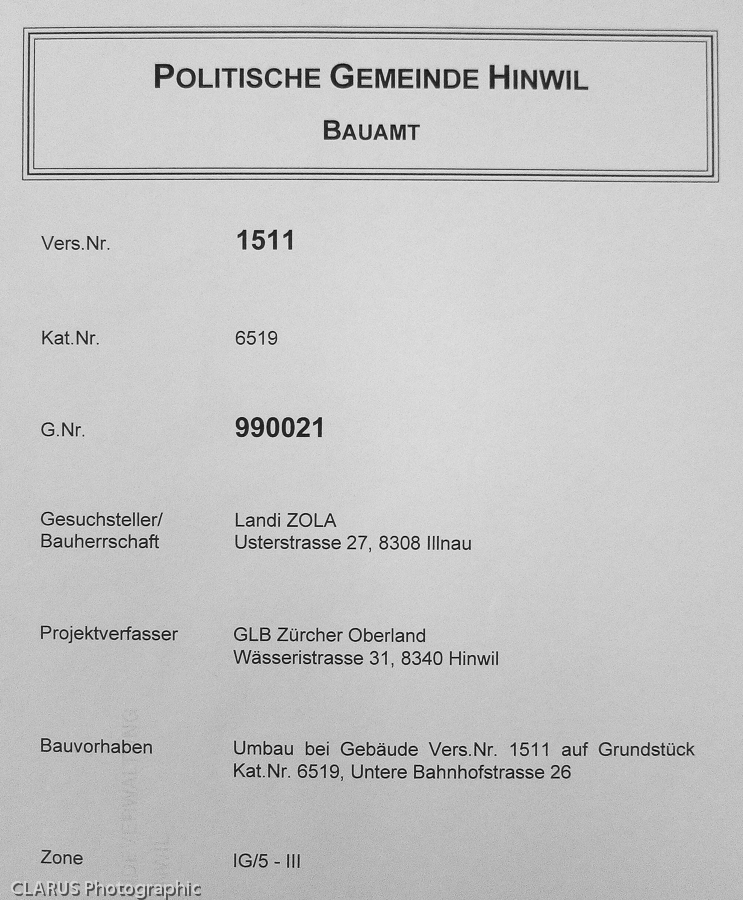 POLITISCHE GEMEINDE HINWIL
BAUAMT
Vers.Nr. 1511
Kat.Nr. 6519
G.Nr. 990021
Gesuchsteller/ Landi ZOLA
Bauherrschaft Usterstrasse 27, 8308 Illnau
Projektverfasser GLB Zürcher Oberland
Wässeristrasse 31, 8340 Hinwil
Bauvorhaben Umbau bei Gebäude Vers.Nr. 1511 auf Grundstück
Kat.Nr. 6519, Untere Bahnhofstrasse 26
Zone IG/5 - III
CLARUS Photographic